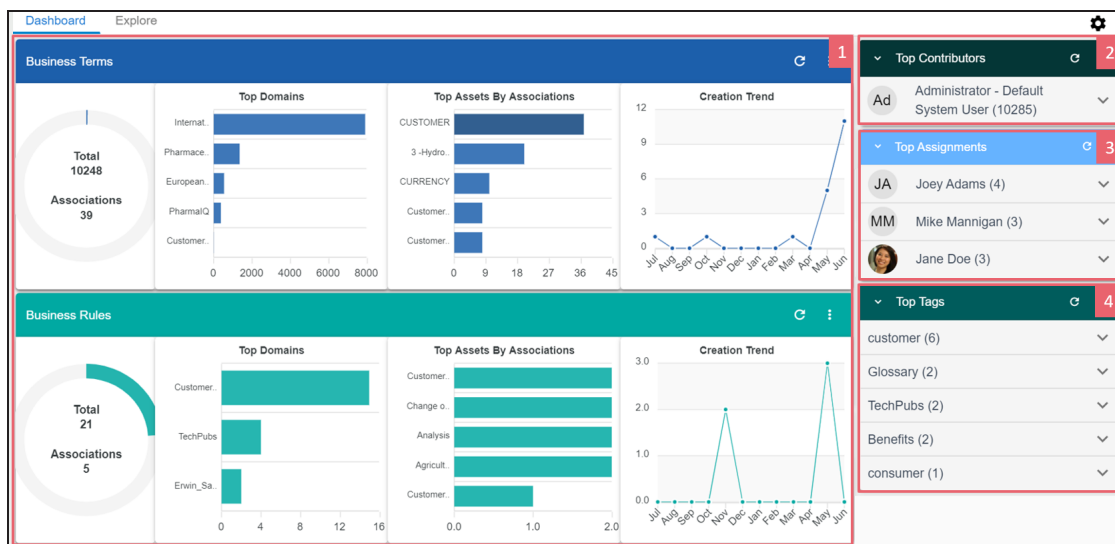 Dashboard
Explore
1
Business Terms
Total
10248
Associations
39
Top Domains
Internat..
Pharmace..
European..
PharmaIQ
Customer..
0 2000 4000 6000 8000
Top Assets By Associations
CUSTOMER
3 -Hydro..
CURRENCY
Customer..
Customer..
0 9 18 27 36 45
Creation Trend
12
9
6
3
0
Jul Aug Sep Oct Nov Dec Jan Feb Mar Apr May Jun
Business Rules
Total
21
Associations
5
Top Domains
Customer..
TechPubs
Erwin_Sa..
0 4 8 12 16
Top Assets By Associations
Customer..
Change o..
Analysis
Agricult..
Customer..
0.0 1.0 2.0
Creation Trend
3.0
2.0
1.0
0.0
Jul Aug Sep Oct Nov Dec Jan Feb Mar Apr May Jun
2
Top Contributors
Ad
Administrator - Default
System User (10285)
3
Top Assignments
JA Joey Adams (4)
MM Mike Mannigan (3)
Jane Doe (3)
4
Top Tags
customer (6)
Glossary (2)
TechPubs (2)
Benefits (2)
consumer (1)